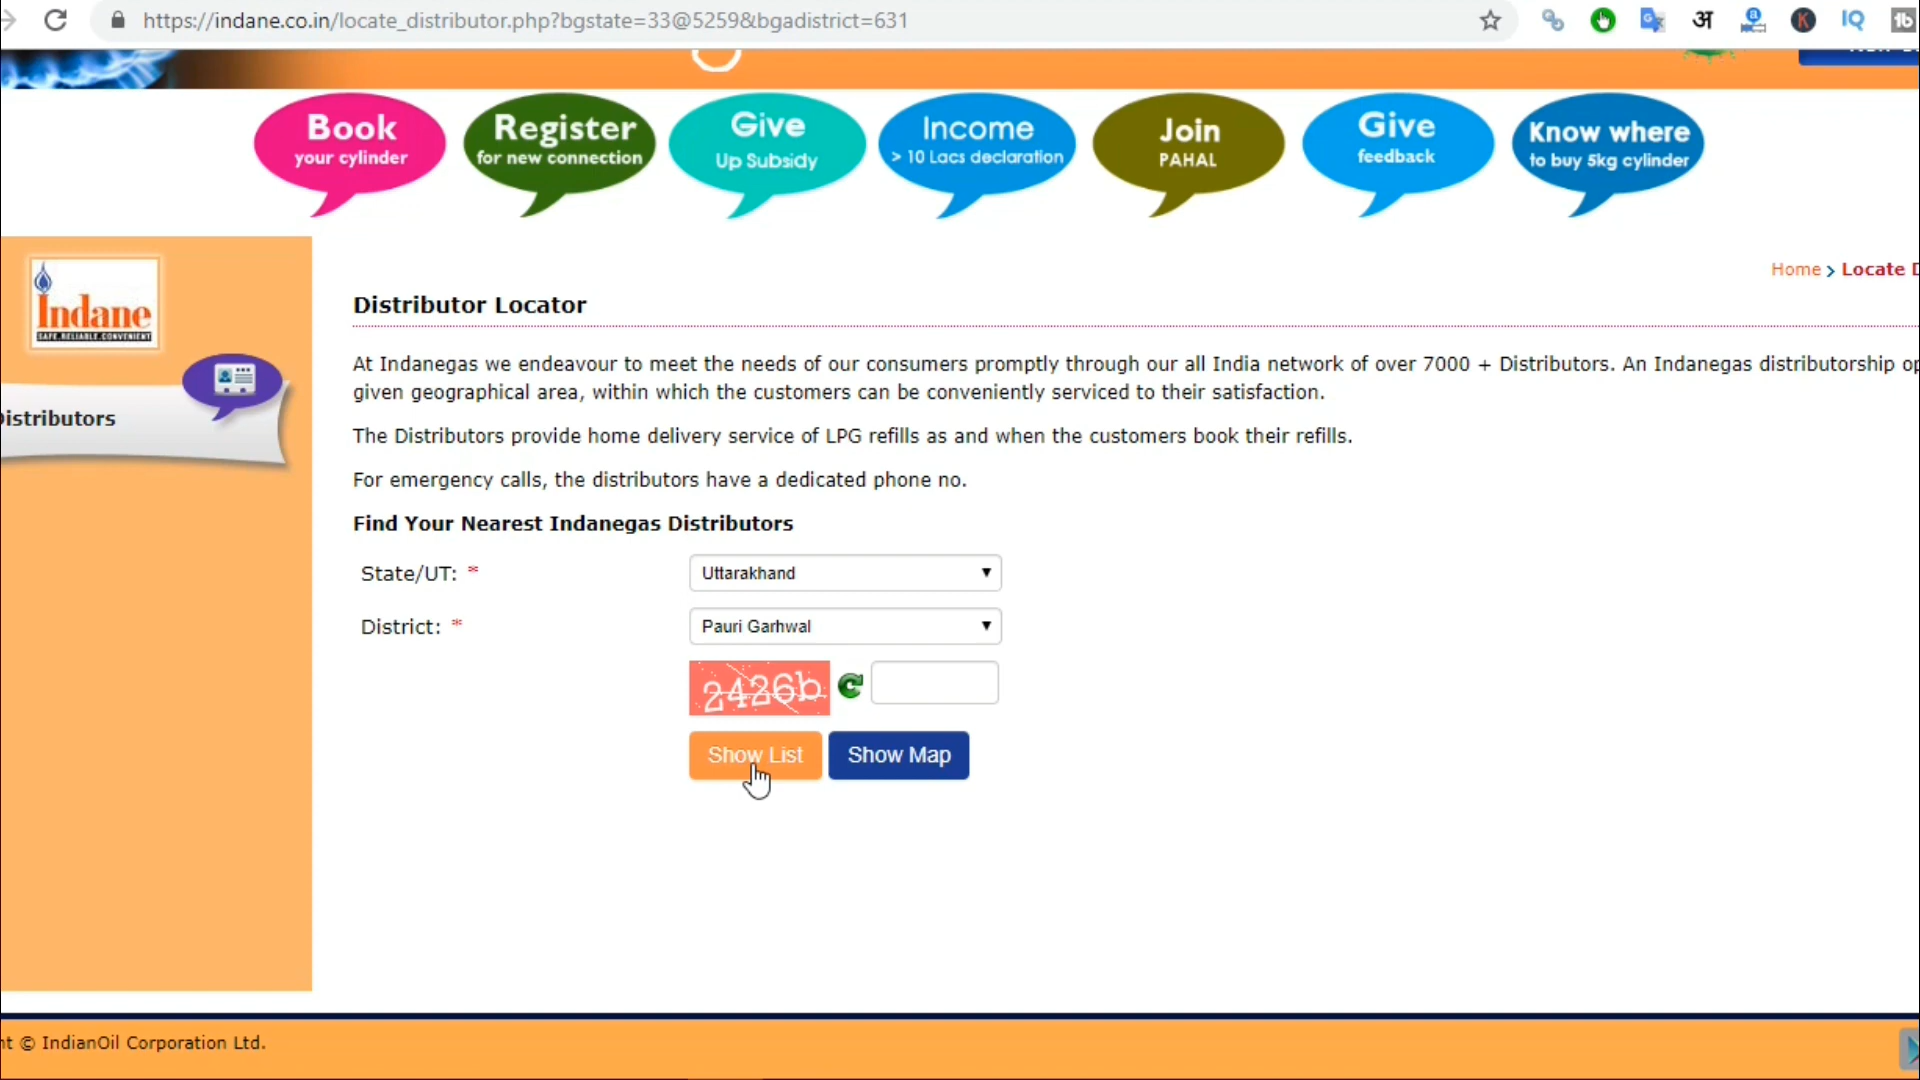 https://indane.co.in/locate_distributor.php?bgstate=33@5259&bgadistrict=631
Book
your cylinder
Register
for new connection
Give
Up Subsidy
Income
> 10 Lacs declaration
Join
PAHAL
Give
feedback
Know where
to buy 5kg cylinder
Indane
SAFE.RELIABLE.CONVENIENT
Home > Locate D
Distributor Locator
At Indanegas we endeavour to meet the needs of our consumers promptly through our all India network of over 7000 + Distributors. An Indanegas distributorship op
given geographical area, within which the customers can be conveniently serviced to their satisfaction.
istributors
The Distributors provide home delivery service of LPG refills as and when the customers book their refills.
For emergency calls, the distributors have a dedicated phone no.
Find Your Nearest Indanegas Distributors
State/UT: * Uttarakhand
District: * Pauri Garhwal
2426b
Show List Show Map
nt © IndianOil Corporation Ltd.